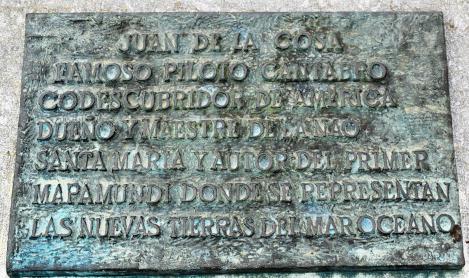 JUAN DE LA COSA
FAMOSO PILOTO CANTABRO
CODESCUBRIDOR DE AMERICA
DUEÑO Y MAESTRE DE LA NAO
SANTA MARIA Y AUTOR DEL PRIMER
MAPAMUNDI DONDE SE REPRESENTAN
LAS NUEVAS TIERRAS DEL MAR OCEANO